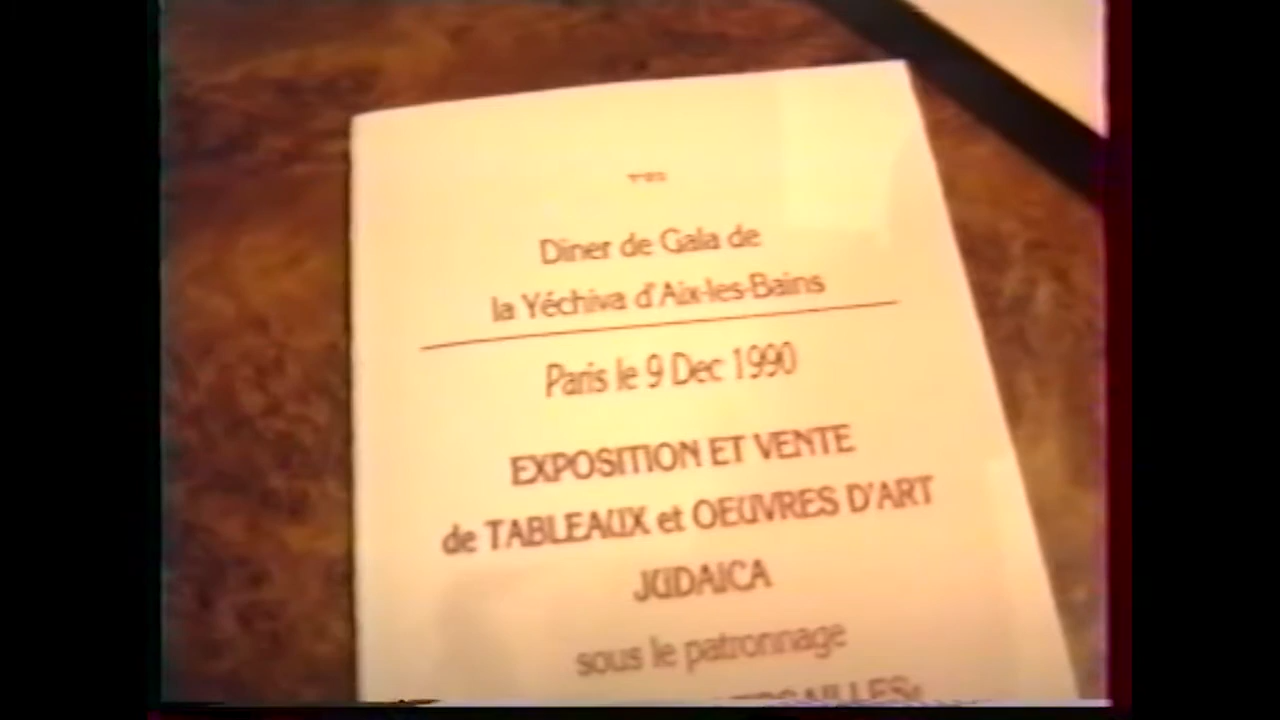 Dîner de Gala de
la Yéchiva d'Aix-les-Bains
Paris le 9 Dec 1990
EXPOSITION ET VENTE
de TABLEAUX et OEUVRES D'ART
JUDAICA
sous le patronnage